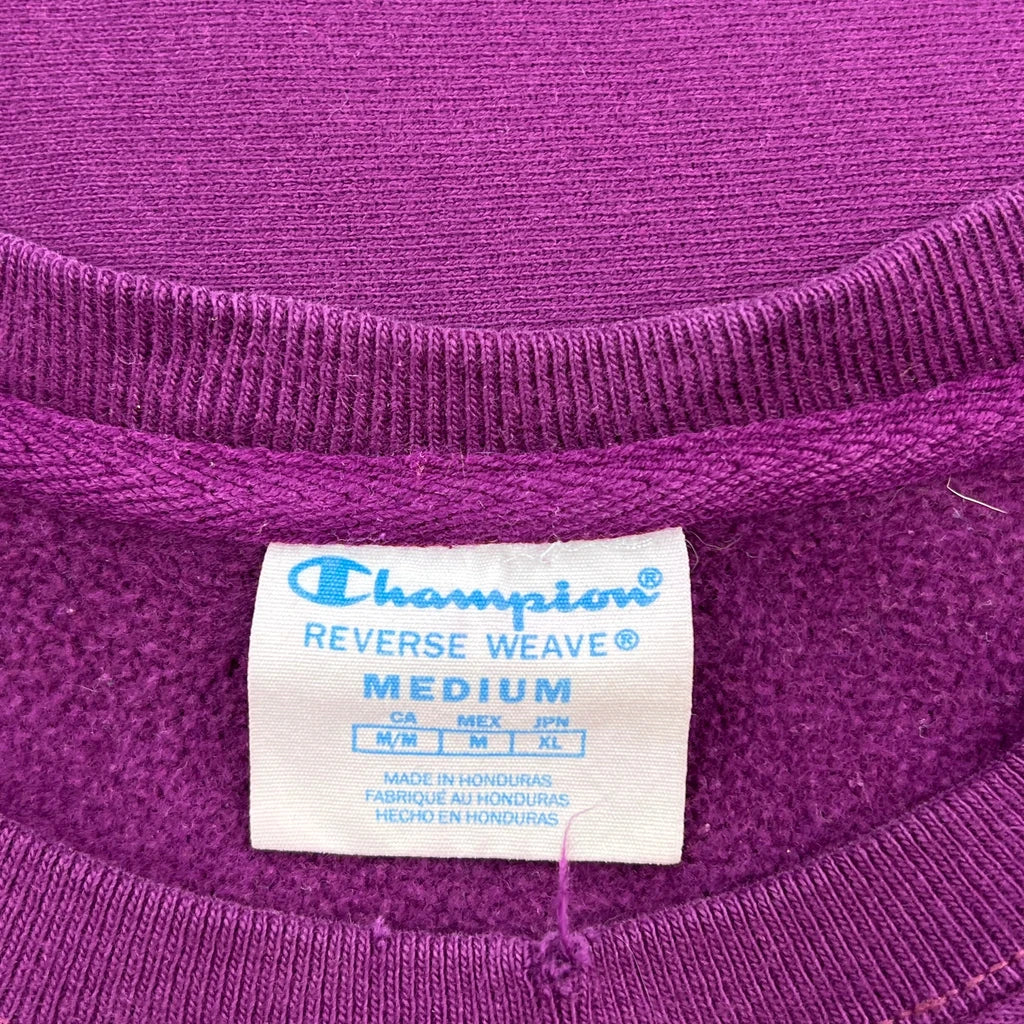 Champion®
REVERSE WEAVE®
MEDIUM
CA MEX JPN
M/M M XL
MADE IN HONDURAS
FABRIQUÉ AU HONDURAS
HECHO EN HONDURAS